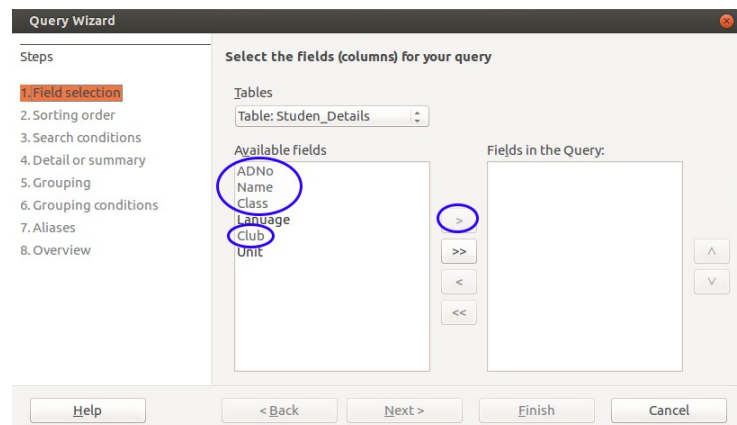 Query Wizard
Steps
1. Field selection
2. Sorting order
3. Search conditions
4. Detail or summary
5. Grouping
6. Grouping conditions
7. Aliases
8. Overview
Select the fields (columns) for your query
Tables
Table: Studen_Details
Available fields
ADNo
Name
Class
Lanuage
Club
Unit
>
>>
<
<<
Fields in the Query:
Help
< Back
Next >
Finish
Cancel